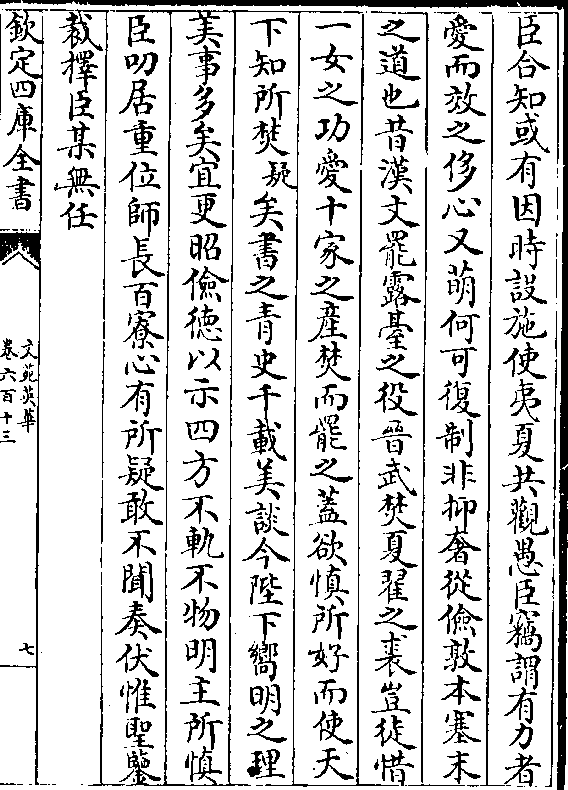 臣合知或有因時設施使夷夏共觀愚臣竊謂有力者
愛而效之侈心又萌何可復制非抑奢從儉敦本塞末
之道也昔漢文罷露臺之役晉武焚夏翟之裘豈徒惜
一女之功愛十家之產焚而罷之蓋欲慎所好而使天
下知所焚疑矣書之青史千載美談今陛下嚮明之理
美事多矣宜更昭儉德以示四方不軌不物明主所慎
臣叨居重位師長百寮心有所疑敢不聞奏伏惟聖鑒
裁擇臣某無任
欽定四庫全書
文苑英華
卷六百十三
七